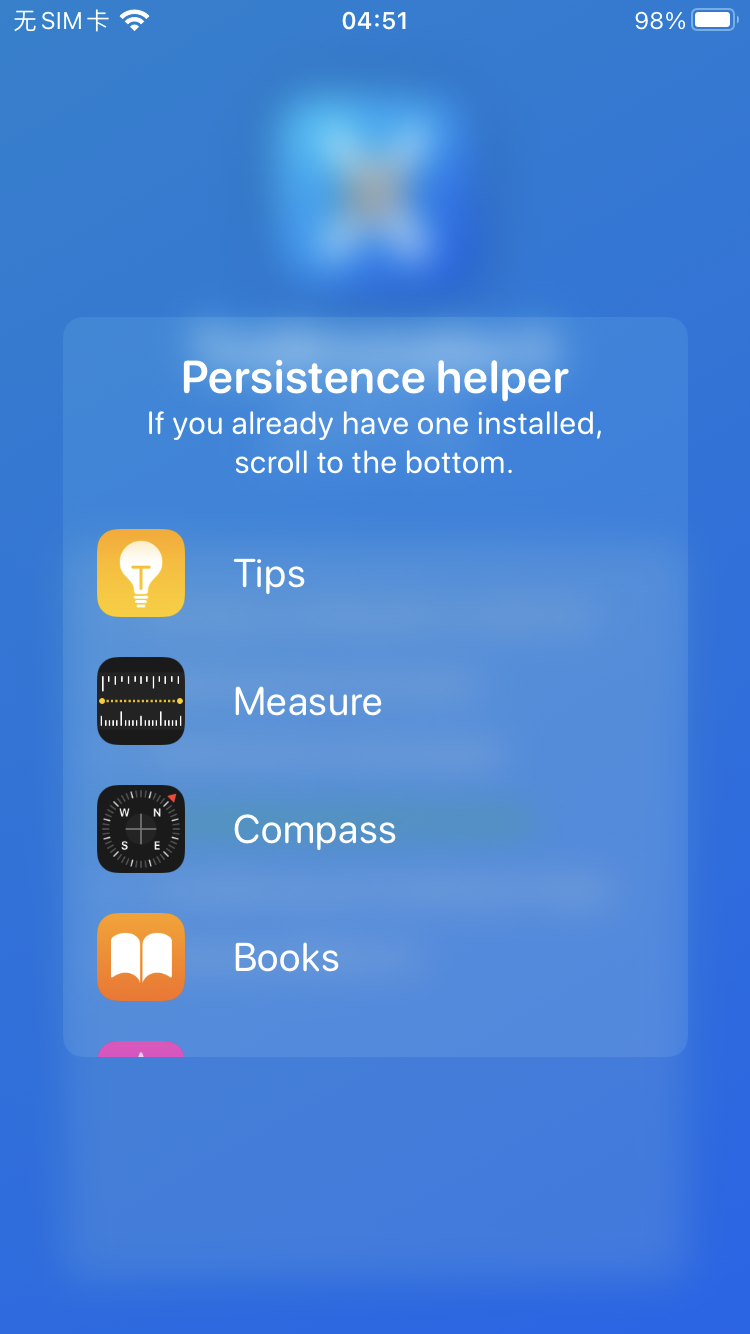 无SIM卡 04:51 98%
Persistence helper
If you already have one installed,
scroll to the bottom.
Tips
Measure
W N
Compass
S E
Books